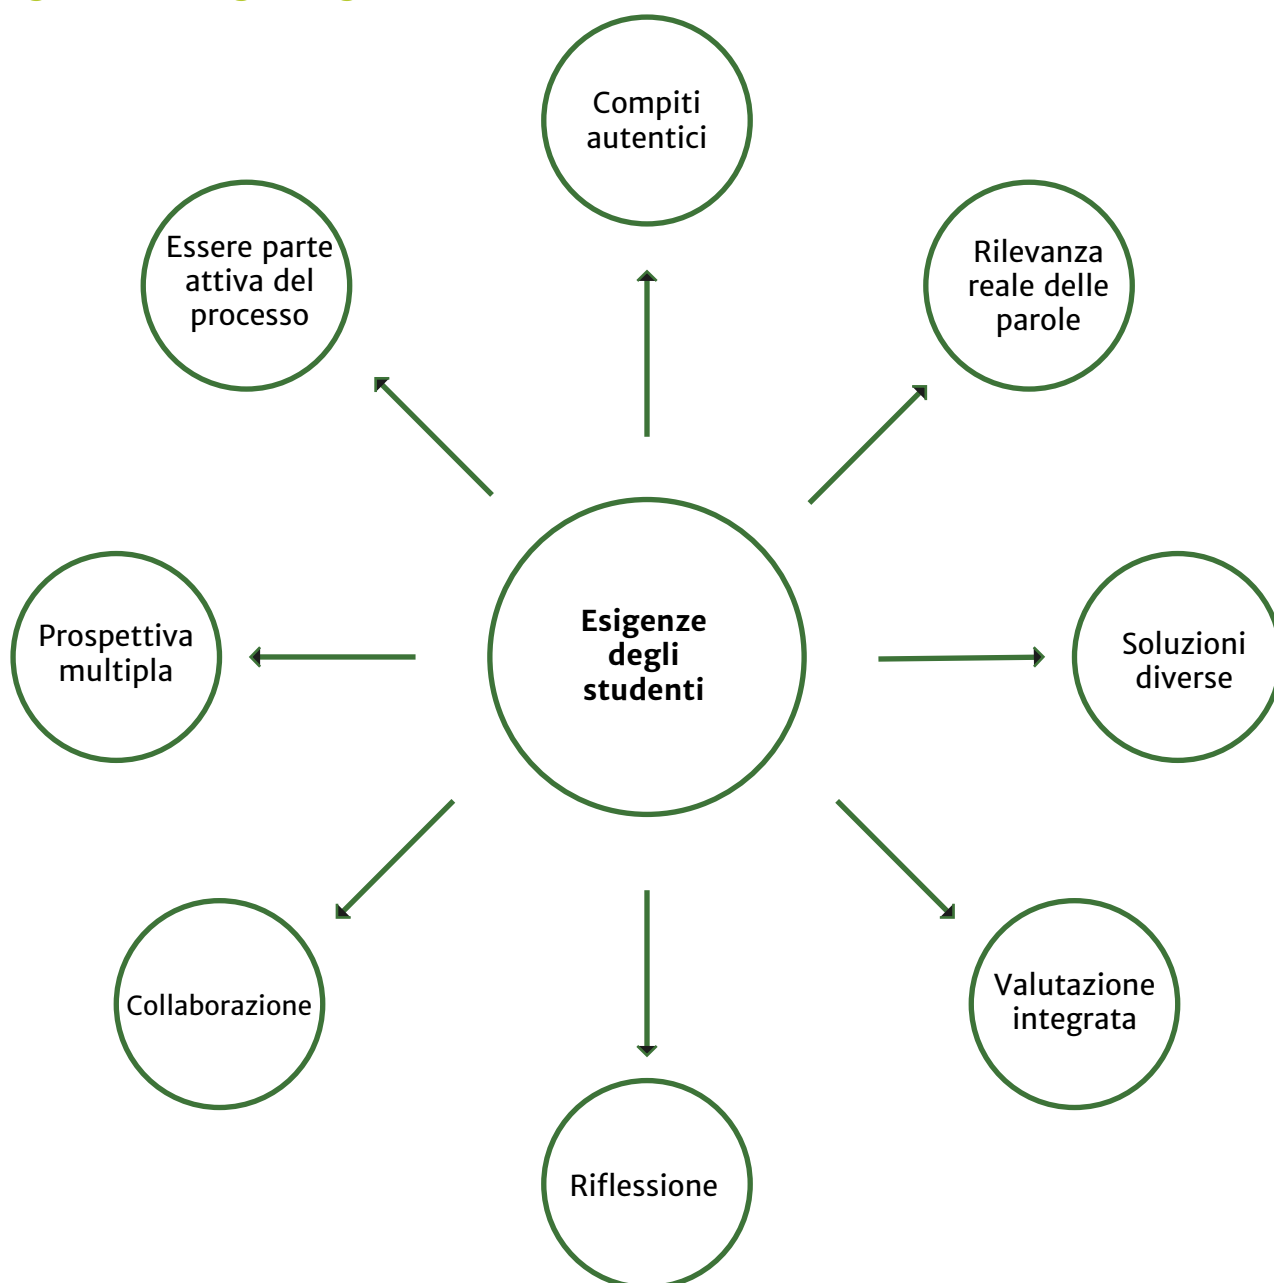 Compiti
autentici
Essere parte
attiva del
processo
Rilevanza
reale delle
parole
Esigenze
degli
studenti
Prospettiva
multipla
Soluzioni
diverse
Collaborazione
Valutazione
integrata
Riflessione